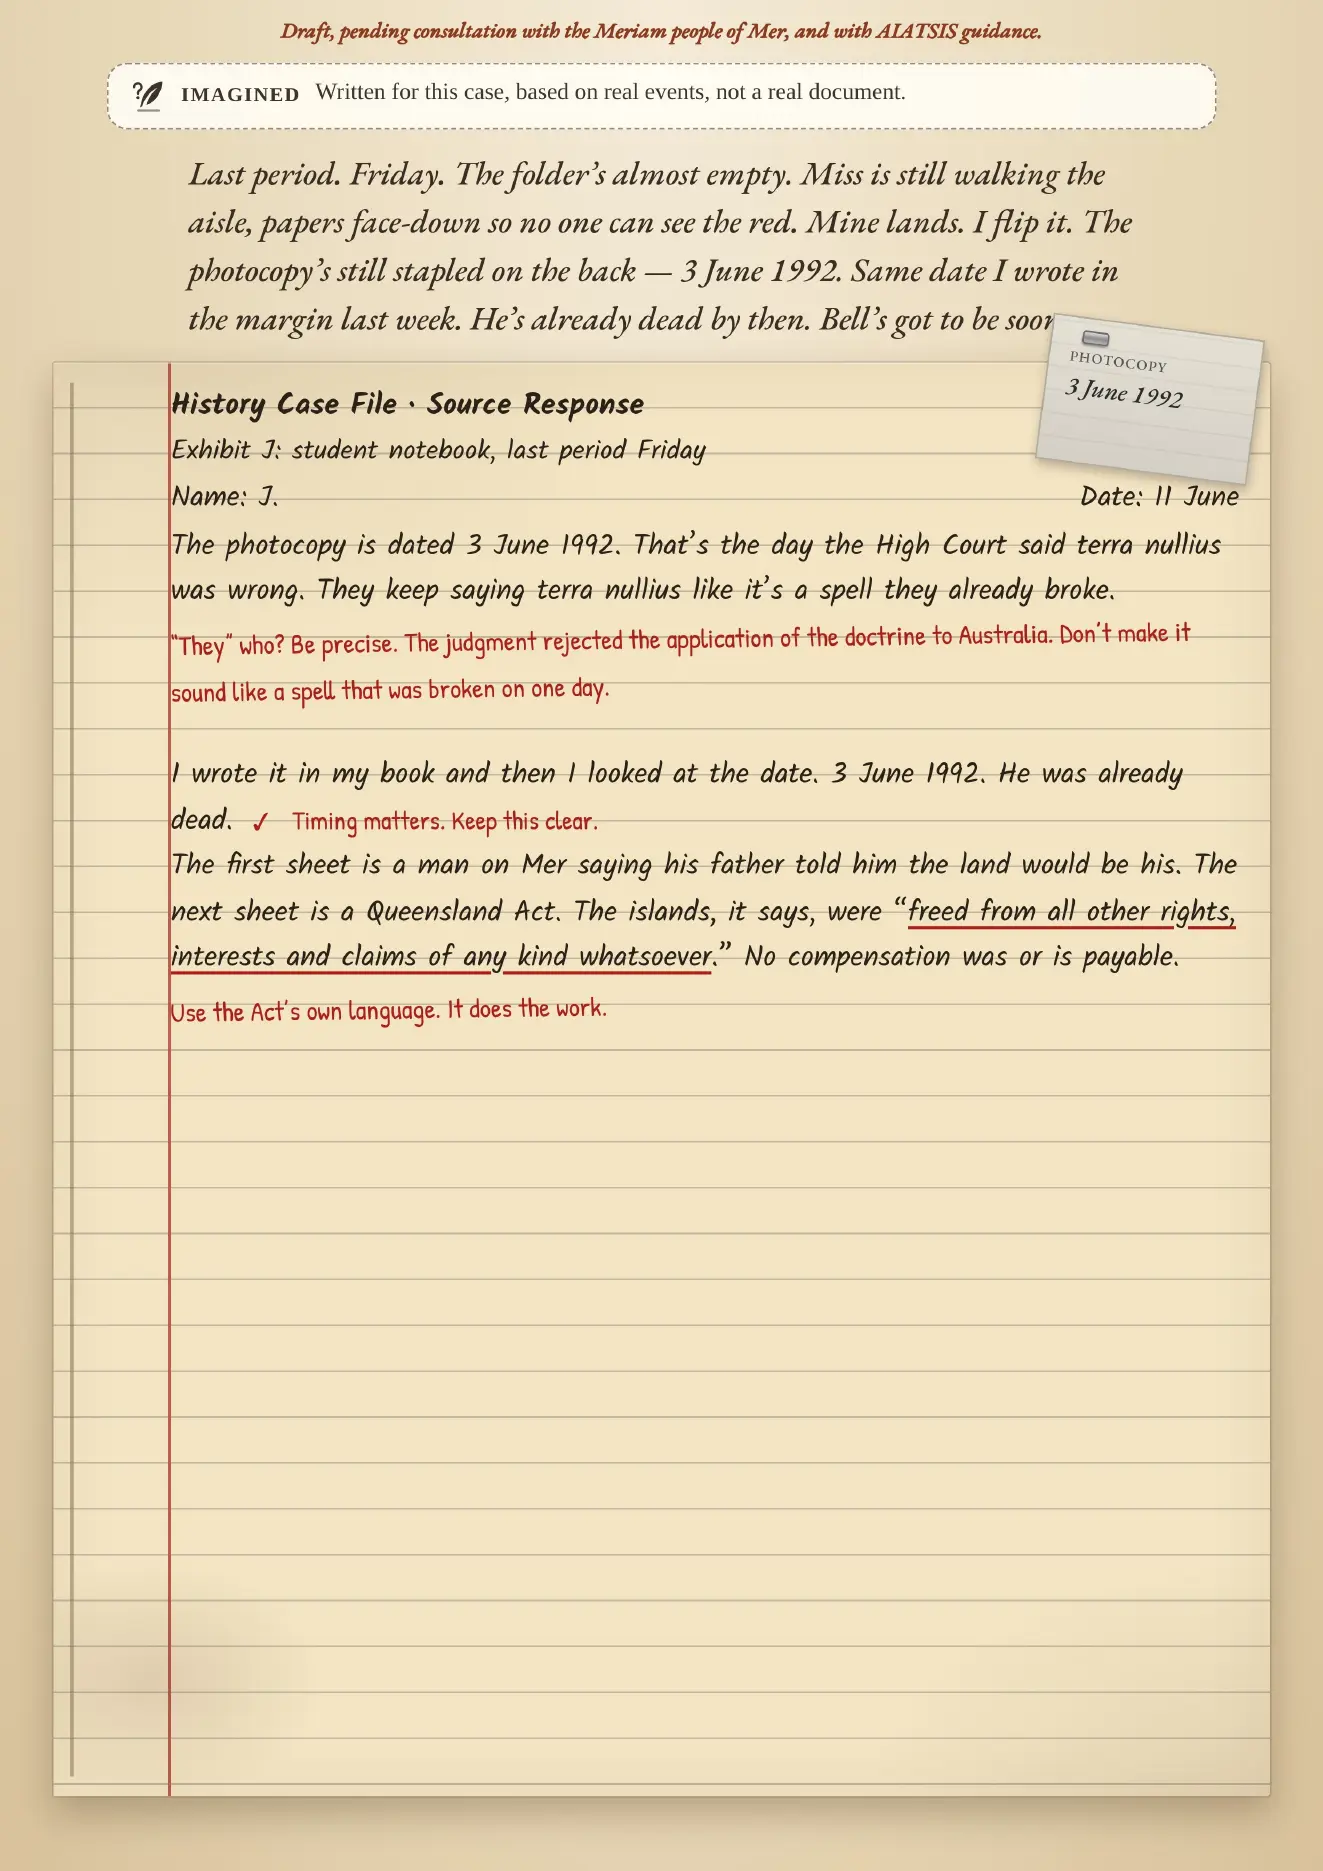 Draft, pending consultation with the Meriam people of Mer, and with AIATSIS guidance.
IMAGINED Written for this case, based on real events, not a real document.
Last period. Friday. The folder’s almost empty. Miss is still walking the
aisle, papers face-down so no one can see the red. Mine lands. I flip it. The
photocopy’s still stapled on the back — 3 June 1992. Same date I wrote in
the margin last week. He’s already dead by then. Bell’s got to be soon
PHOTOCOPY
3 June 1992
History Case File · Source Response
Exhibit J: student notebook, last period Friday
Name: J. Date: 11 June
The photocopy is dated 3 June 1992. That’s the day the High Court said terra nullius
was wrong. They keep saying terra nullius like it’s a spell they already broke.
“They” who? Be precise. The judgment rejected the application of the doctrine to Australia. Don’t make it
sound like a spell that was broken on one day.
I wrote it in my book and then I looked at the date. 3 June 1992. He was already
dead. ✓ Timing matters. Keep this clear.
The first sheet is a man on Mer saying his father told him the land would be his. The
next sheet is a Queensland Act. The islands, it says, were “freed from all other rights,
interests and claims of any kind whatsoever.” No compensation was or is payable.
Use the Act’s own language. It does the work.